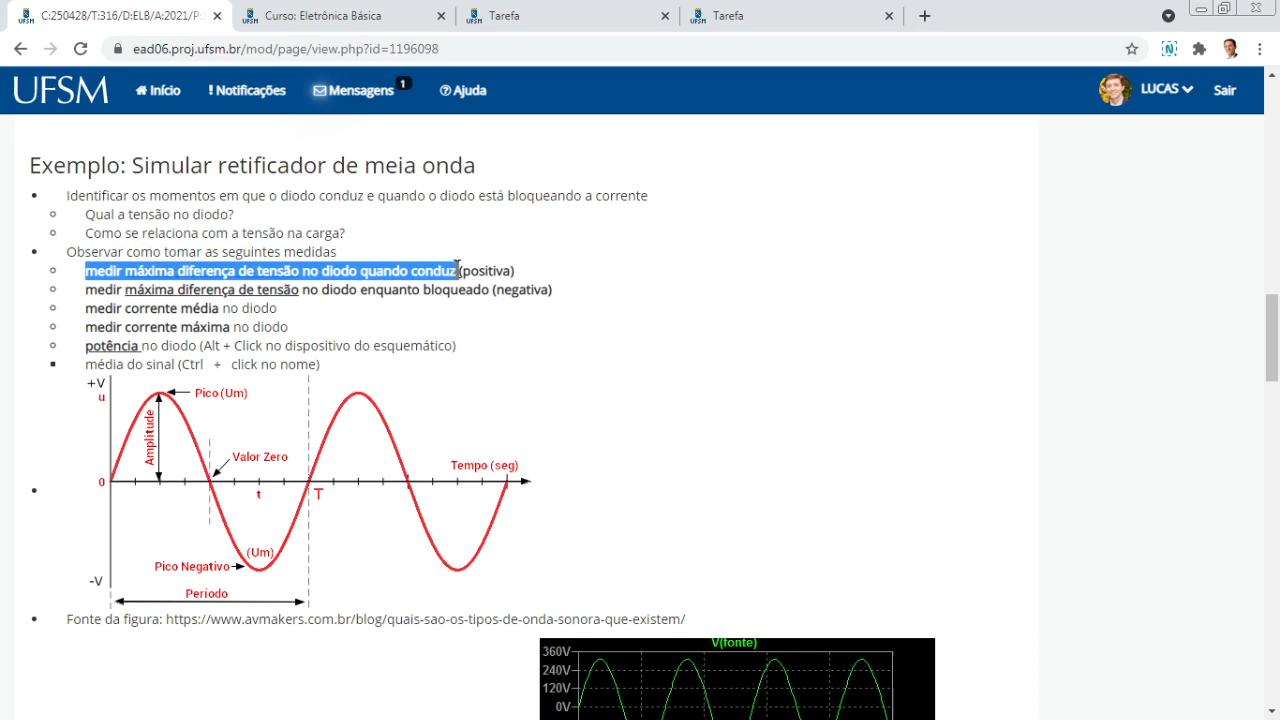 C:250428/T:316/D:ELB/A:2021/P:
Curso: Eletrônica Básica
Tarefa
Tarefa
ead06.proj.ufsm.br/mod/page/view.php?id=1196098
UFSM
Início
Notificações
Mensagens
1
Ajuda
LUCAS
Sair
Exemplo: Simular retificador de meia onda
Identificar os momentos em que o diodo conduz e quando o diodo está bloqueando a corrente
Qual a tensão no diodo?
Como se relaciona com a tensão na carga?
Observar como tomar as seguintes medidas
medir máxima diferença de tensão no diodo quando conduz (positiva)
medir máxima diferença de tensão no diodo enquanto bloqueado (negativa)
medir corrente média no diodo
medir corrente máxima no diodo
potência no diodo (Alt + Click no dispositivo do esquemático)
média do sinal (Ctrl + click no nome)
+V
u
Pico (Um)
Amplitude
Valor Zero
Tempo (seg)
0
t
T
(Um)
Pico Negativo
-V
Período
Fonte da figura: https://www.avmakers.com.br/blog/quais-sao-os-tipos-de-onda-sonora-que-existem/
V(fonte)
360V
240V
120V
0V